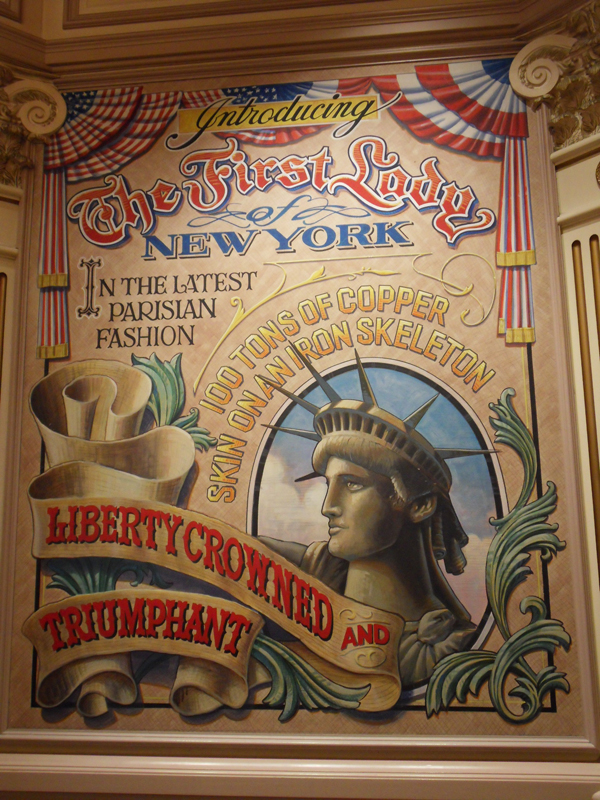 Introducing
The First Lady
of
NEW YORK
IN THE LATEST
PARISIAN
FASHION
100 TONS OF COPPER
SKIN ON AN IRON SKELETON
LIBERTY CROWNED
AND
TRIUMPHANT